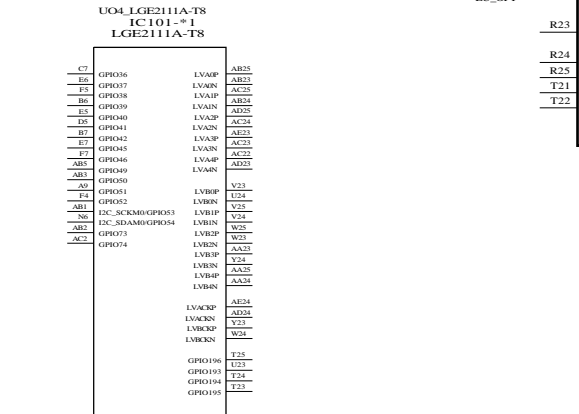 UO4_LGE2111A-T8
IC101-*1
LGE2111A-T8
C7 GPIO36 LVA0P AB25
E6 GPIO37 LVA0N AB23
F5 GPIO38 LVA1P AC25
B6 GPIO39 LVA1N AB24
E5 GPIO40 LVA2P AD25
D5 GPIO41 LVA2N AC24
B7 GPIO42 LVA3P AE23
E7 GPIO45 LVA3N AC23
F7 GPIO46 LVA4P AC22
AB5 GPIO49 LVA4N AD23
AB3 GPIO50
A9 GPIO51 LVB0P V23
F4 GPIO52 LVB0N U24
AB1 I2C_SCKM0/GPIO53 LVB1P V25
N6 I2C_SDAM0/GPIO54 LVB1N V24
AB2 GPIO73 LVB2P W25
AC2 GPIO74 LVB2N W23
LVB3P AA23
LVB3N Y24
LVB4P AA25
LVB4N AA24
LVACKP AE24
LVACKN AD24
LVBCKP Y23
LVBCKN W24
GPIO196 T25
GPIO193 U23
GPIO194 T24
GPIO195 T23
R23
R24
R25
T21
T22